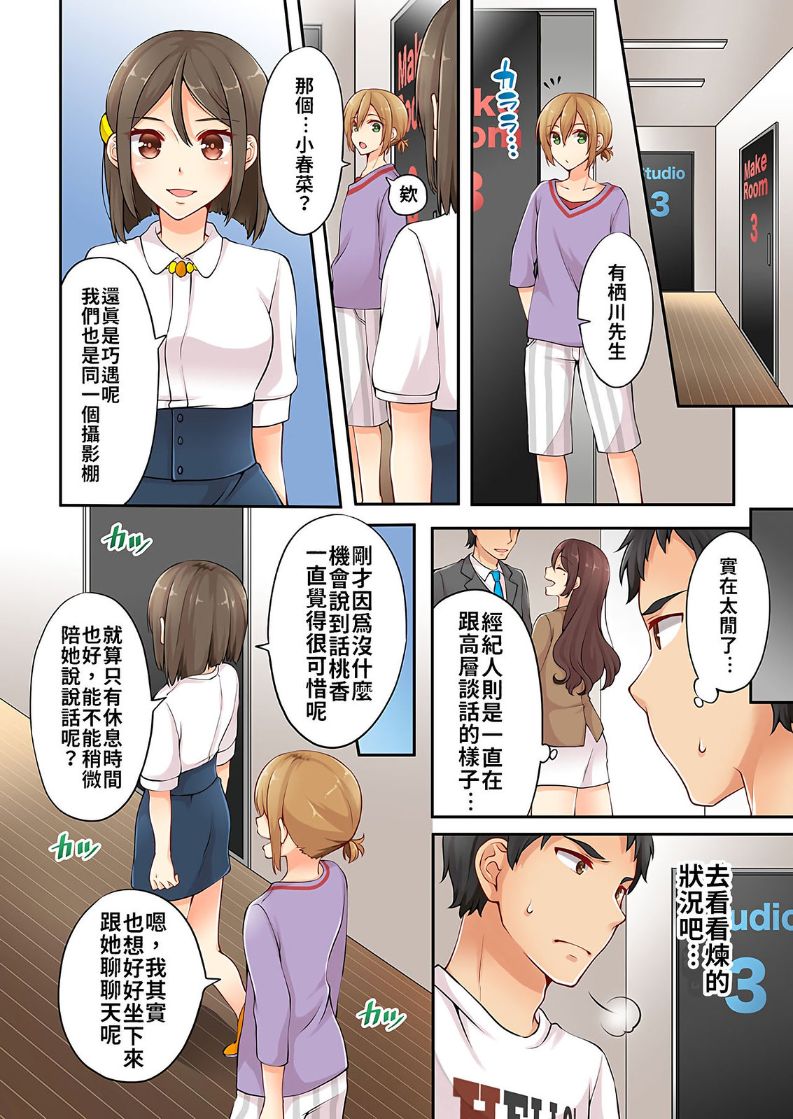 Make
Room
3
Studio
3
Make
Room
3
カララ…
有栖川先生
欸
那個…小春菜？
還真是巧遇呢
我們也是同一個攝影棚
實在太閒了…
經紀人則是一直在
跟高層談話的樣子…
去看看煉的
狀況吧…
udio
3
HELLO
剛才因為沒什麼
機會說到話桃香
一直覺得很可惜呢
カッ
就算只有休息時間
也好，能不能稍微
陪她說說話呢？
カッ
嗯，我其實
也想好好坐下來
跟她聊聊天呢
カッ